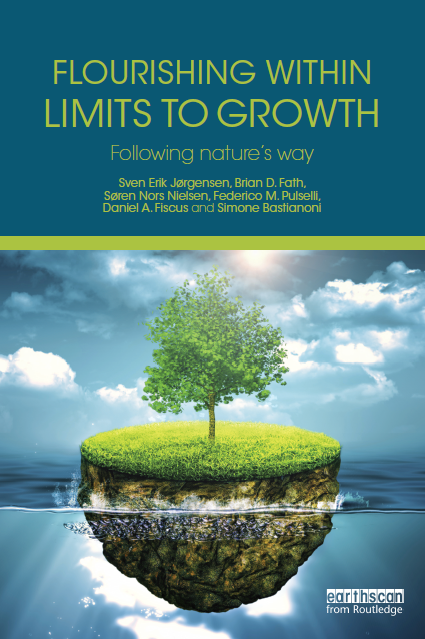 FLOURISHING WITHIN
LIMITS TO GROWTH
Following nature's way
Sven Erik Jørgensen, Brian D. Fath,
Søren Nors Nielsen, Federico M. Pulselli,
Daniel A. Fiscus and Simone Bastianoni
earthscan
from Routledge